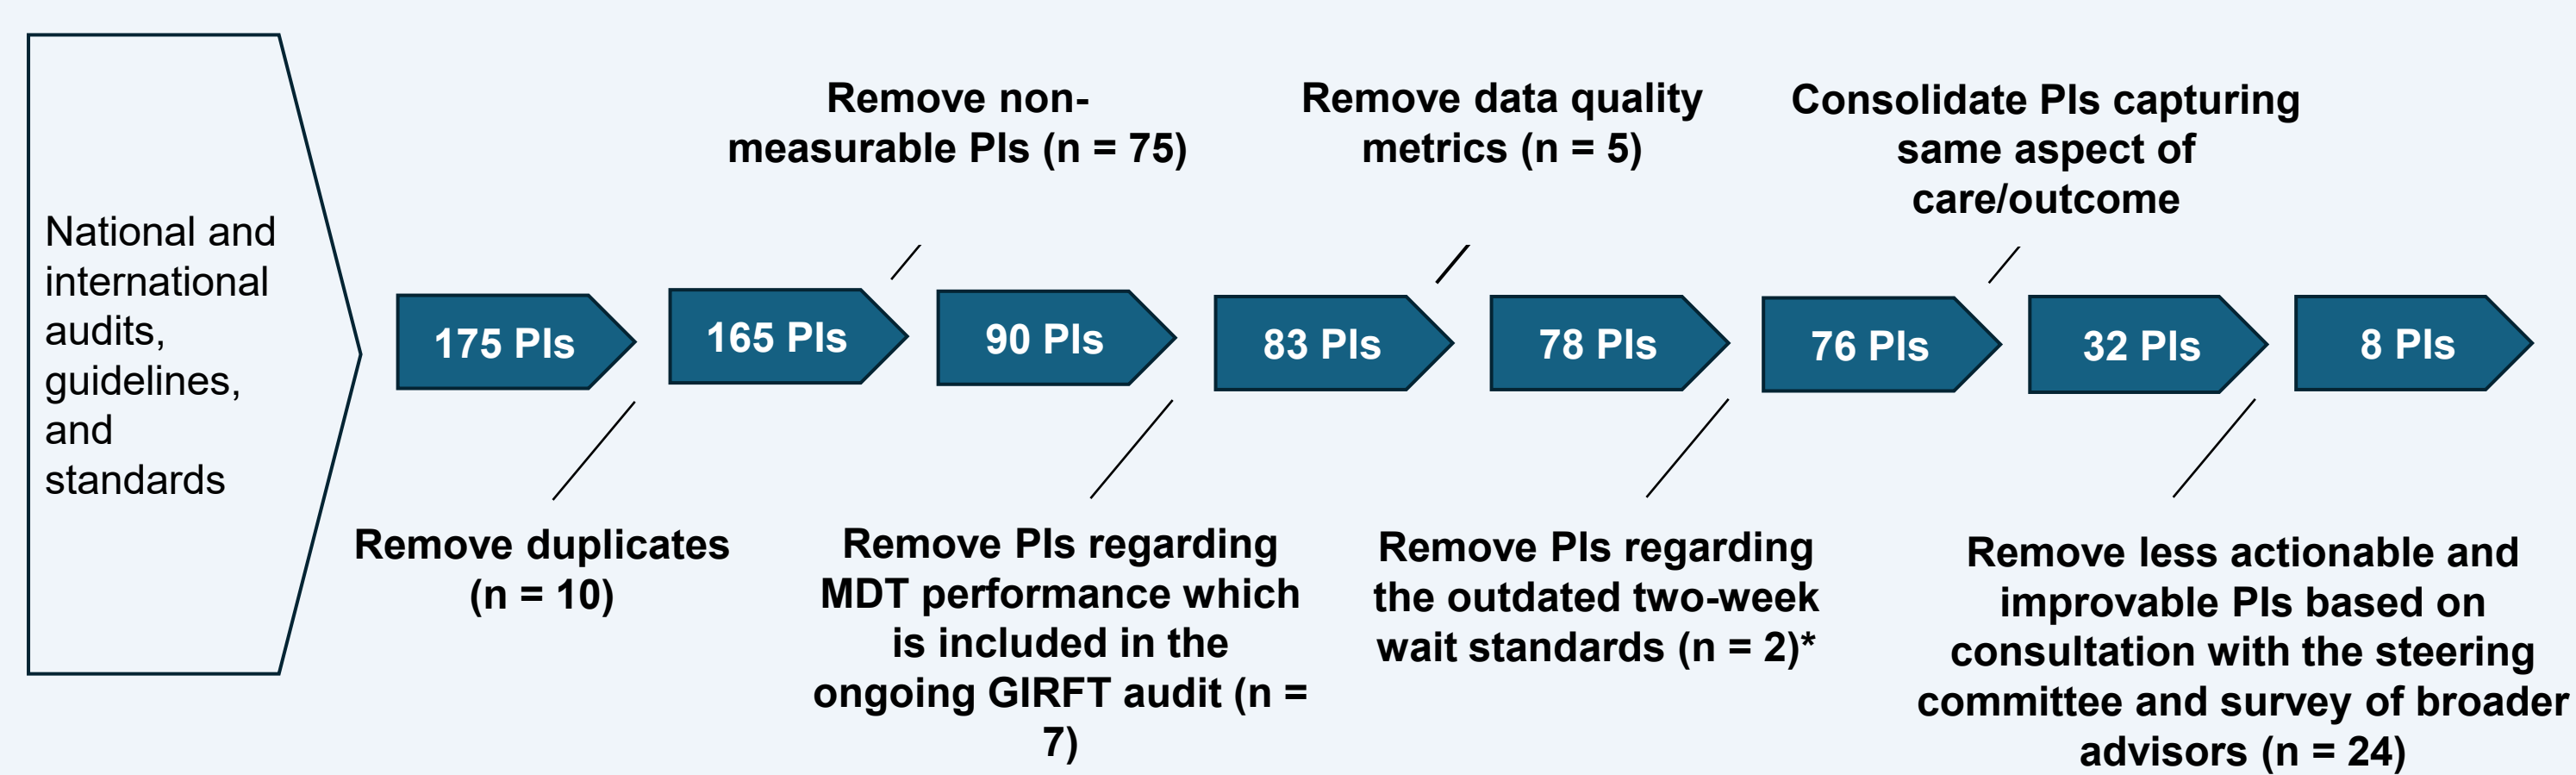 National and
international
audits,
guidelines,
and
standards
Remove non-
measurable PIs (n = 75)
Remove data quality
metrics (n = 5)
Consolidate PIs capturing
same aspect of
care/outcome
175 PIs
165 PIs
90 PIs
83 PIs
78 PIs
76 PIs
32 PIs
8 PIs
Remove duplicates
(n = 10)
Remove PIs regarding
MDT performance which
is included in the
ongoing GIRFT audit (n =
7)
Remove PIs regarding
the outdated two-week
wait standards (n = 2)*
Remove less actionable and
improvable PIs based on
consultation with the steering
committee and survey of broader
advisors (n = 24)